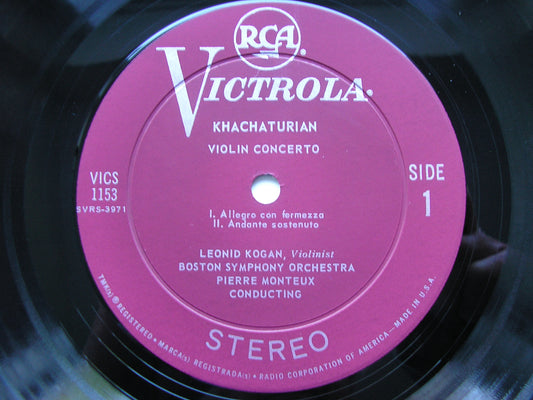 RCA
VICTROLA
KHACHATURIAN
VIOLIN CONCERTO
VICS
1153
SVRS-3971
SIDE
1
I. Allegro con fermezza
II. Andante sostenuto
LEONID KOGAN, Violinist
BOSTON SYMPHONY ORCHESTRA
PIERRE MONTEUX
CONDUCTING
STEREO
TMK(s) ® REGISTERED • MARCA(s) REGISTRADA(s) • RADIO CORPORATION OF AMERICA—MADE IN U.S.A.